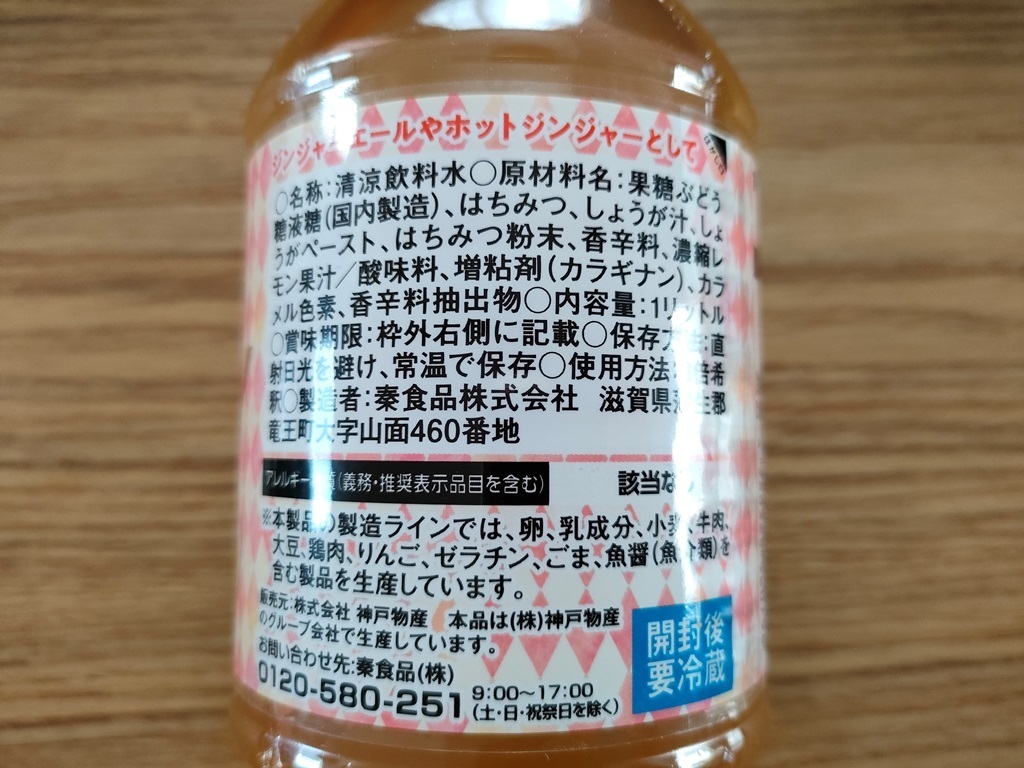 ジンジャーエールやホットジンジャーとして
○名称:清涼飲料水○原材料名:果糖ぶどう
糖液糖(国内製造)、はちみつ、しょうが汁、しょ
うがペースト、はちみつ粉末、香辛料、濃縮レ
モン果汁/酸味料、増粘剤(カラギナン)、カラ
メル色素、香辛料抽出物○内容量:1リットル
○賞味期限:枠外右側に記載○保存方法:直
射日光を避け、常温で保存○使用方法:倍希
釈○製造者:秦食品株式会社 滋賀県蒲生郡
竜王町大字山面460番地
アレルギー物質(義務・推奨表示品目を含む) 該当なし
※本製品の製造ラインでは、卵、乳成分、小麦、牛肉、
大豆、鶏肉、りんご、ゼラチン、ごま、魚醤(魚介類)を
含む製品を生産しています。
販売元:株式会社 神戸物産 本品は(株)神戸物産
のグループ会社で生産しています。
お問い合わせ先:秦食品(株)
0120-580-251 9:00~17:00
(土・日・祝祭日を除く)
開封後
要冷蔵